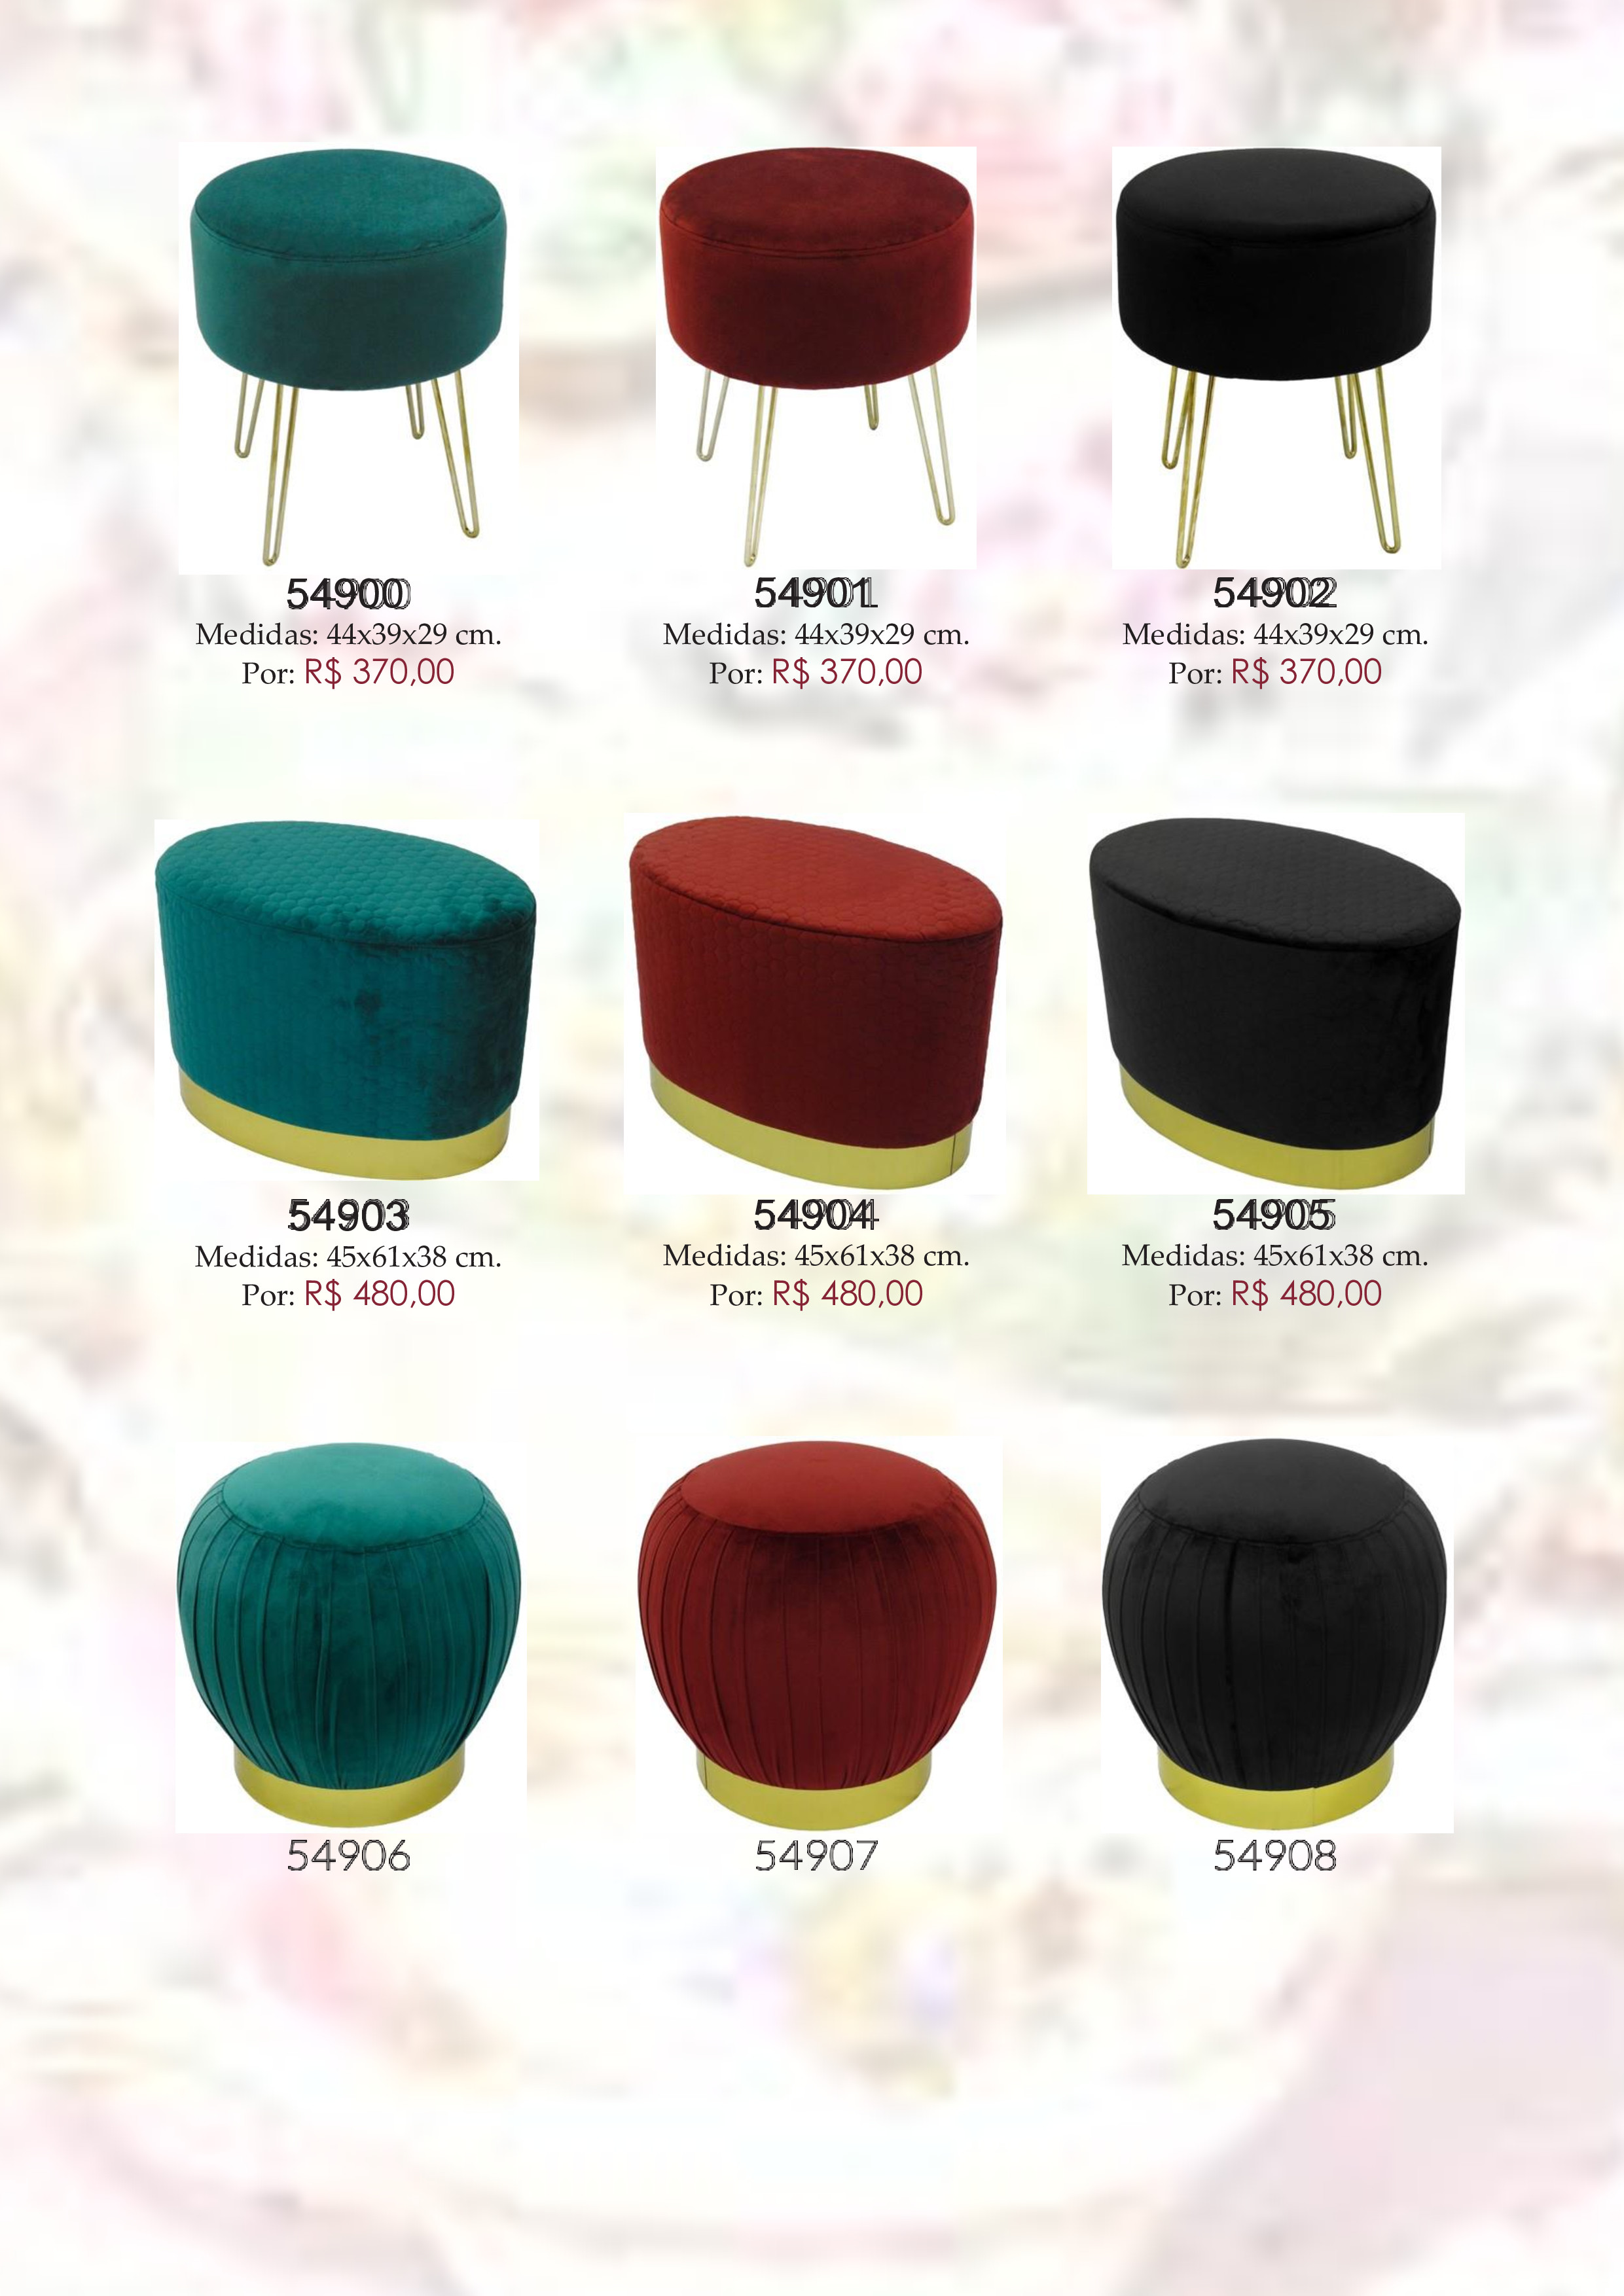 54900
Medidas: 44x39x29 cm.
Por: R$ 370,00
54901
Medidas: 44x39x29 cm.
Por: R$ 370,00
54902
Medidas: 44x39x29 cm.
Por: R$ 370,00
54903
Medidas: 45x61x38 cm.
Por: R$ 480,00
54904
Medidas: 45x61x38 cm.
Por: R$ 480,00
54905
Medidas: 45x61x38 cm.
Por: R$ 480,00
54906
54907
54908